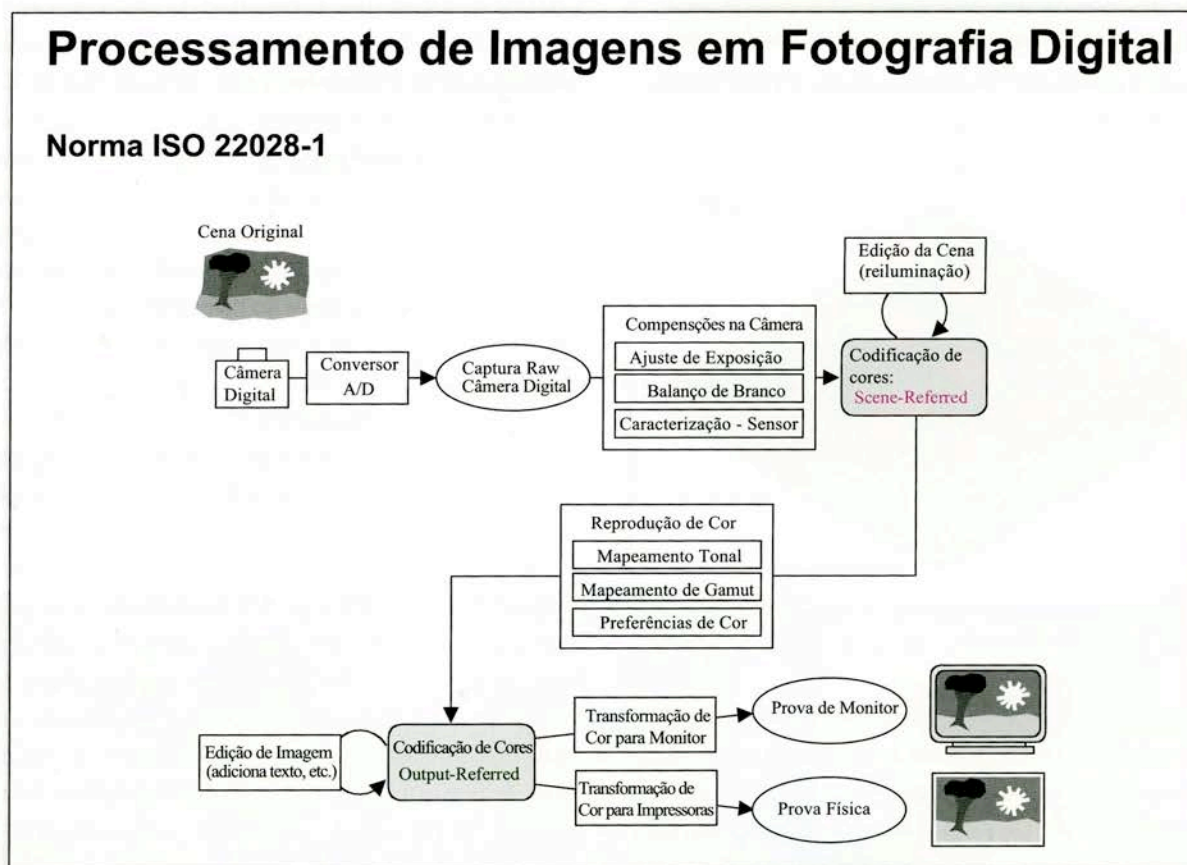 Processamento de Imagens em Fotografia Digital
Norma ISO 22028-1
Cena Original
Câmera
Digital
Conversor
A/D
Captura Raw
Câmera Digital
Compensções na Câmera
Ajuste de Exposição
Balanço de Branco
Caracterização - Sensor
Edição da Cena
(reiluminação)
Codificação de
cores:
Scene-Referred
Reprodução de Cor
Mapeamento Tonal
Mapeamento de Gamut
Preferências de Cor
Edição de Imagem
(adiciona texto, etc.)
Codificação de Cores
Output-Referred
Transformação de
Cor para Monitor
Prova de Monitor
Transformação de
Cor para Impressoras
Prova Física